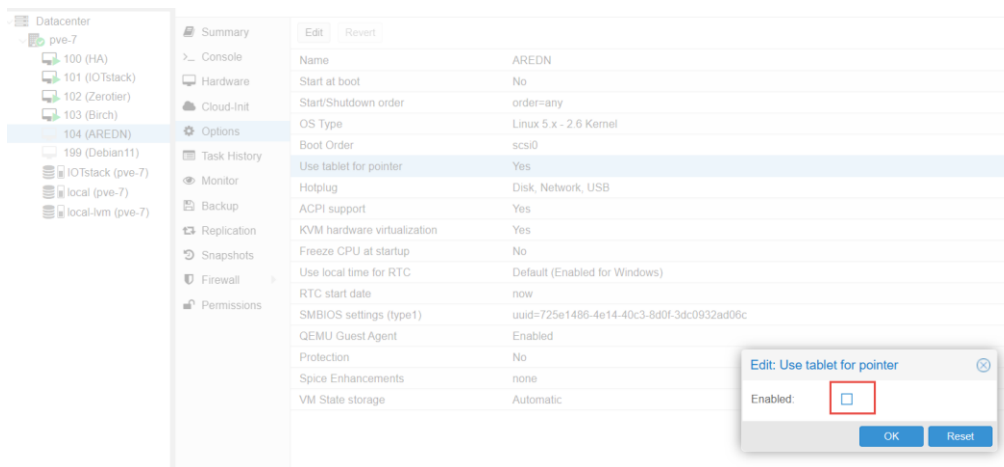 Datacenter
pve-7
100 (HA)
101 (IOTstack)
102 (Zerotier)
103 (Birch)
104 (AREDN)
199 (Debian11)
IOTstack (pve-7)
local (pve-7)
local-lvm (pve-7)
Summary
>_ Console
Hardware
Cloud-Init
Options
Task History
Monitor
Backup
Replication
Snapshots
Firewall
Permissions
Edit Revert
Name AREDN
Start at boot No
Start/Shutdown order order=any
OS Type Linux 5.x - 2.6 Kernel
Boot Order scsi0
Use tablet for pointer Yes
Hotplug Disk, Network, USB
ACPI support Yes
KVM hardware virtualization Yes
Freeze CPU at startup No
Use local time for RTC Default (Enabled for Windows)
RTC start date now
SMBIOS settings (type1) uuid=725e1486-4e14-40c3-8d0f-3dc0932ad06c
QEMU Guest Agent Enabled
Protection No
Spice Enhancements none
VM State storage Automatic
Edit: Use tablet for pointer
Enabled:
OK Reset